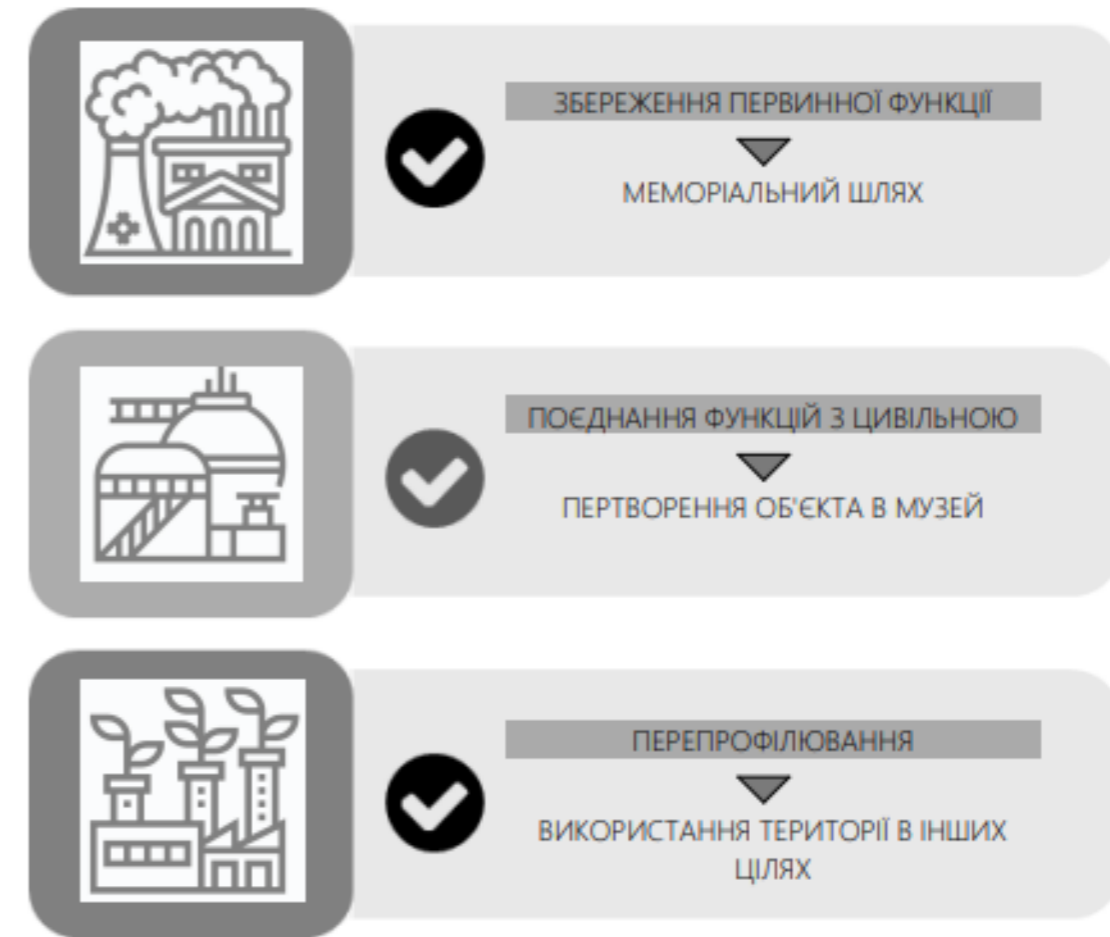 ЗБЕРЕЖЕННЯ ПЕРВИННОЇ ФУНКЦІЇ
МЕМОРІАЛЬНИЙ ШЛЯХ
ПОЄДНАННЯ ФУНКЦІЙ З ЦИВІЛЬНОЮ
ПЕРТВОРЕННЯ ОБ'ЄКТА В МУЗЕЙ
ПЕРЕПРОФІЛЮВАННЯ
ВИКОРИСТАННЯ ТЕРИТОРІЇ В ІНШИХ
ЦІЛЯХ